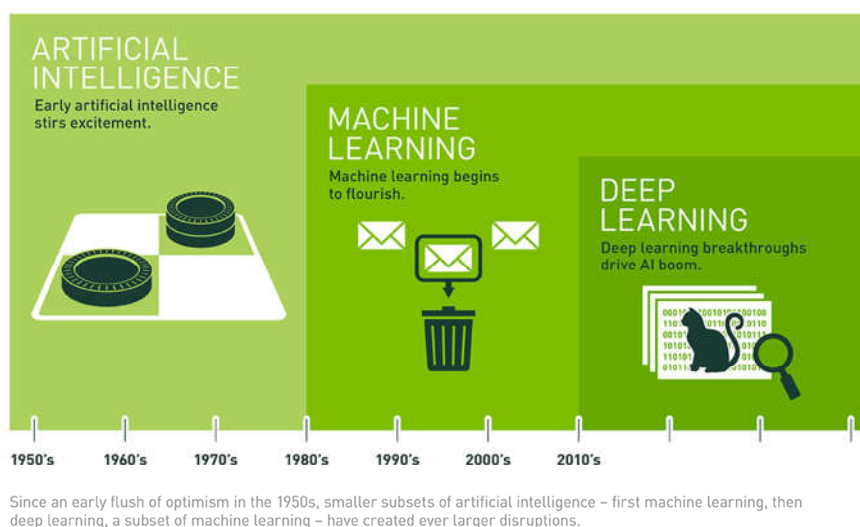 ARTIFICIAL
INTELLIGENCE
Early artificial intelligence
stirs excitement.
MACHINE
LEARNING
Machine learning begins
to flourish.
DEEP
LEARNING
Deep learning breakthroughs
drive AI boom.
1950's 1960's 1970's 1980's 1990's 2000's 2010's
Since an early flush of optimism in the 1950s, smaller subsets of artificial intelligence – first machine learning, then
deep learning, a subset of machine learning – have created ever larger disruptions.